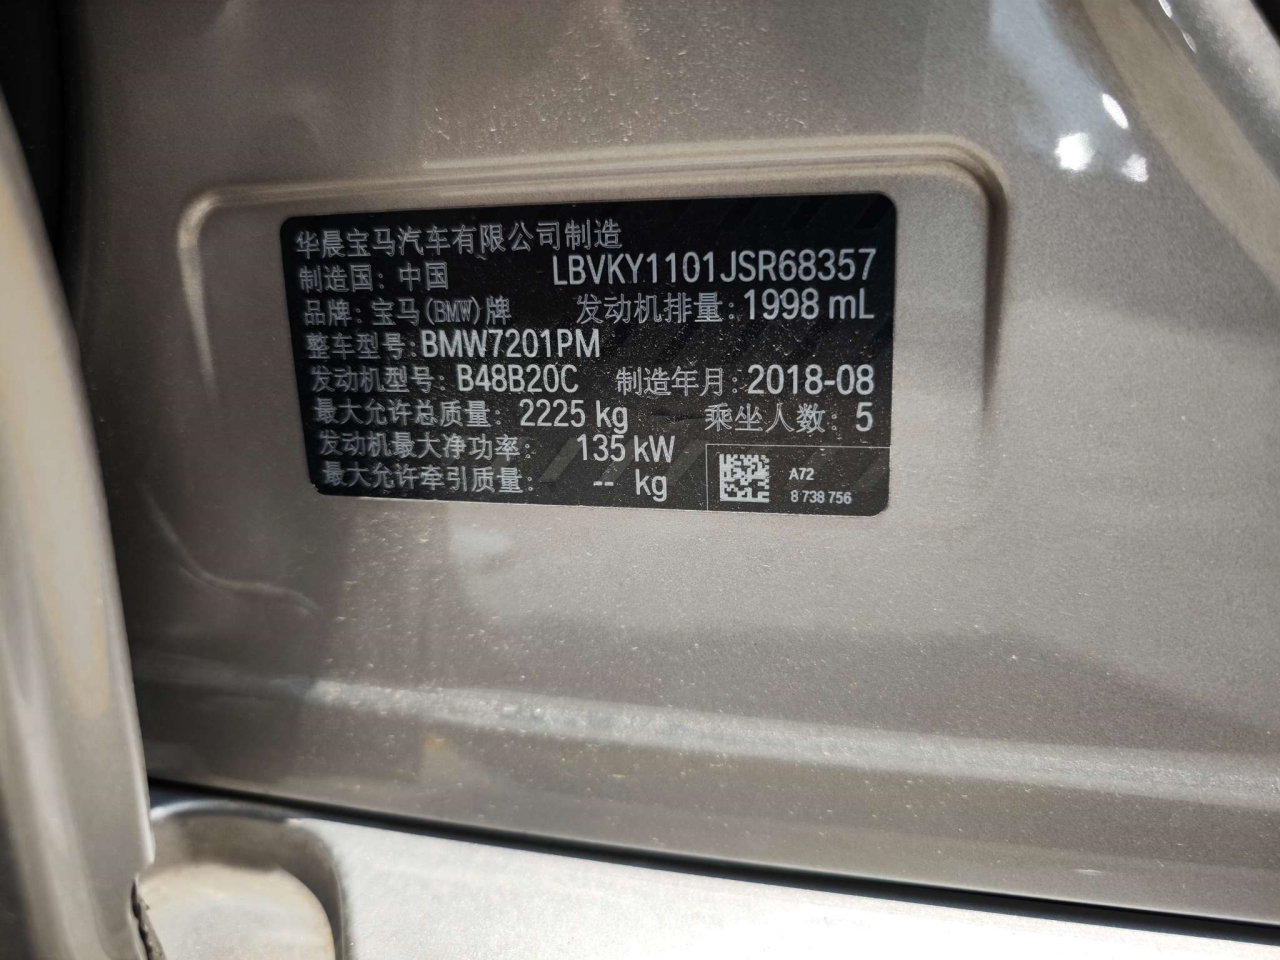 华晨宝马汽车有限公司制造
制造国：中国 LBVKY1101JSR68357
品牌：宝马(BMW)牌 发动机排量：1998 mL
整车型号：BMW7201PM
发动机型号：B48B20C 制造年月：2018-08
最大允许总质量：2225 kg 乘坐人数：5
发动机最大净功率：135 kW
最大允许牵引质量：-- kg
A72
8 738 756